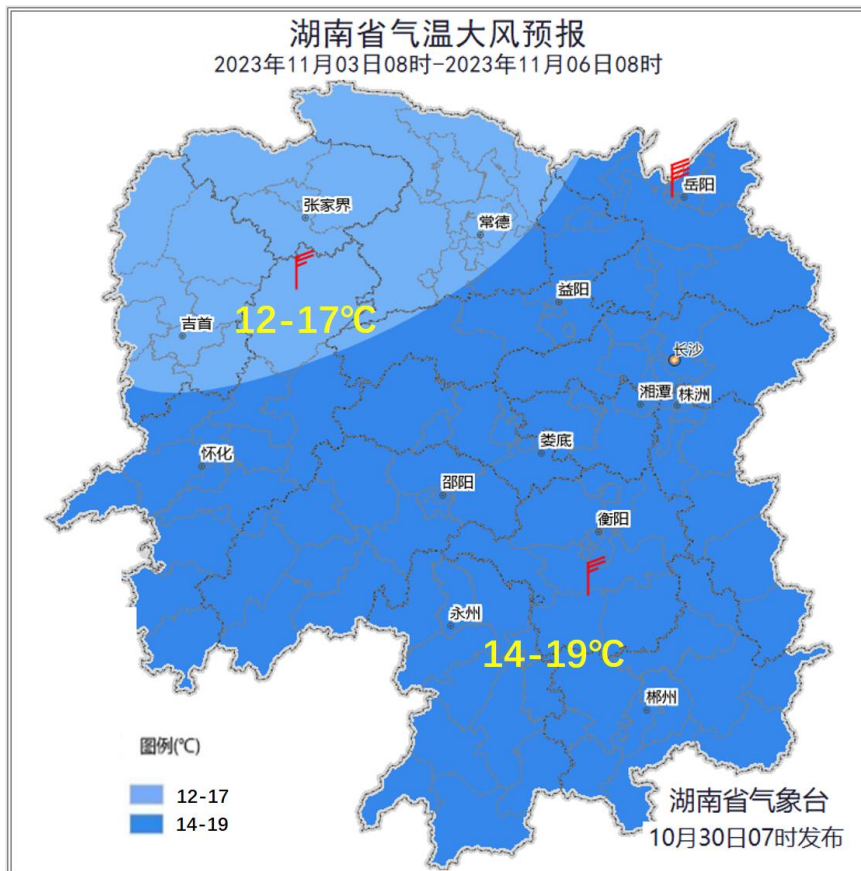 湖南省气温大风预报
2023年11月03日08时-2023年11月06日08时
岳阳
张家界
常德
益阳
12-17℃
吉首
长沙
湘潭
株洲
娄底
怀化
邵阳
衡阳
永州
14-19℃
郴州
图例(℃)
12-17
14-19
湖南省气象台
10月30日07时发布